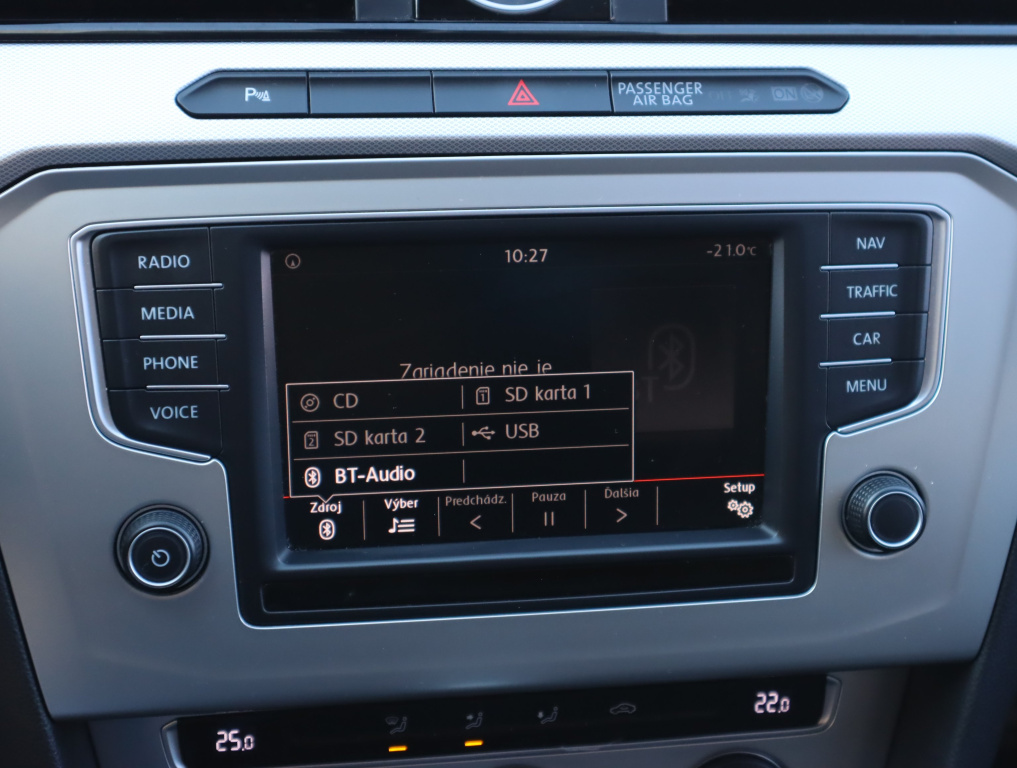 P
PASSENGER
AIR BAG
ON
RADIO
MEDIA
PHONE
VOICE
10:27
-21.0°C
Zariadenie nie je
CD
SD karta 1
SD karta 2
USB
BT-Audio
Zdroj
Výber
Predchádz.
Pauza
Ďalšia
Setup
NAV
TRAFFIC
CAR
MENU
25.0
22.0